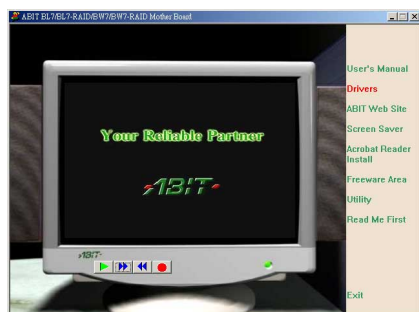 ABIT BL7/BL7-RAID/BW7/BW7-RAID Mother Board
User's Manual
Drivers
ABIT Web Site
Screen Saver
Acrobat Reader
Install
Freeware Area
Utility
Read Me First
Exit
Your Reliable Partner
ABIT
ABIT